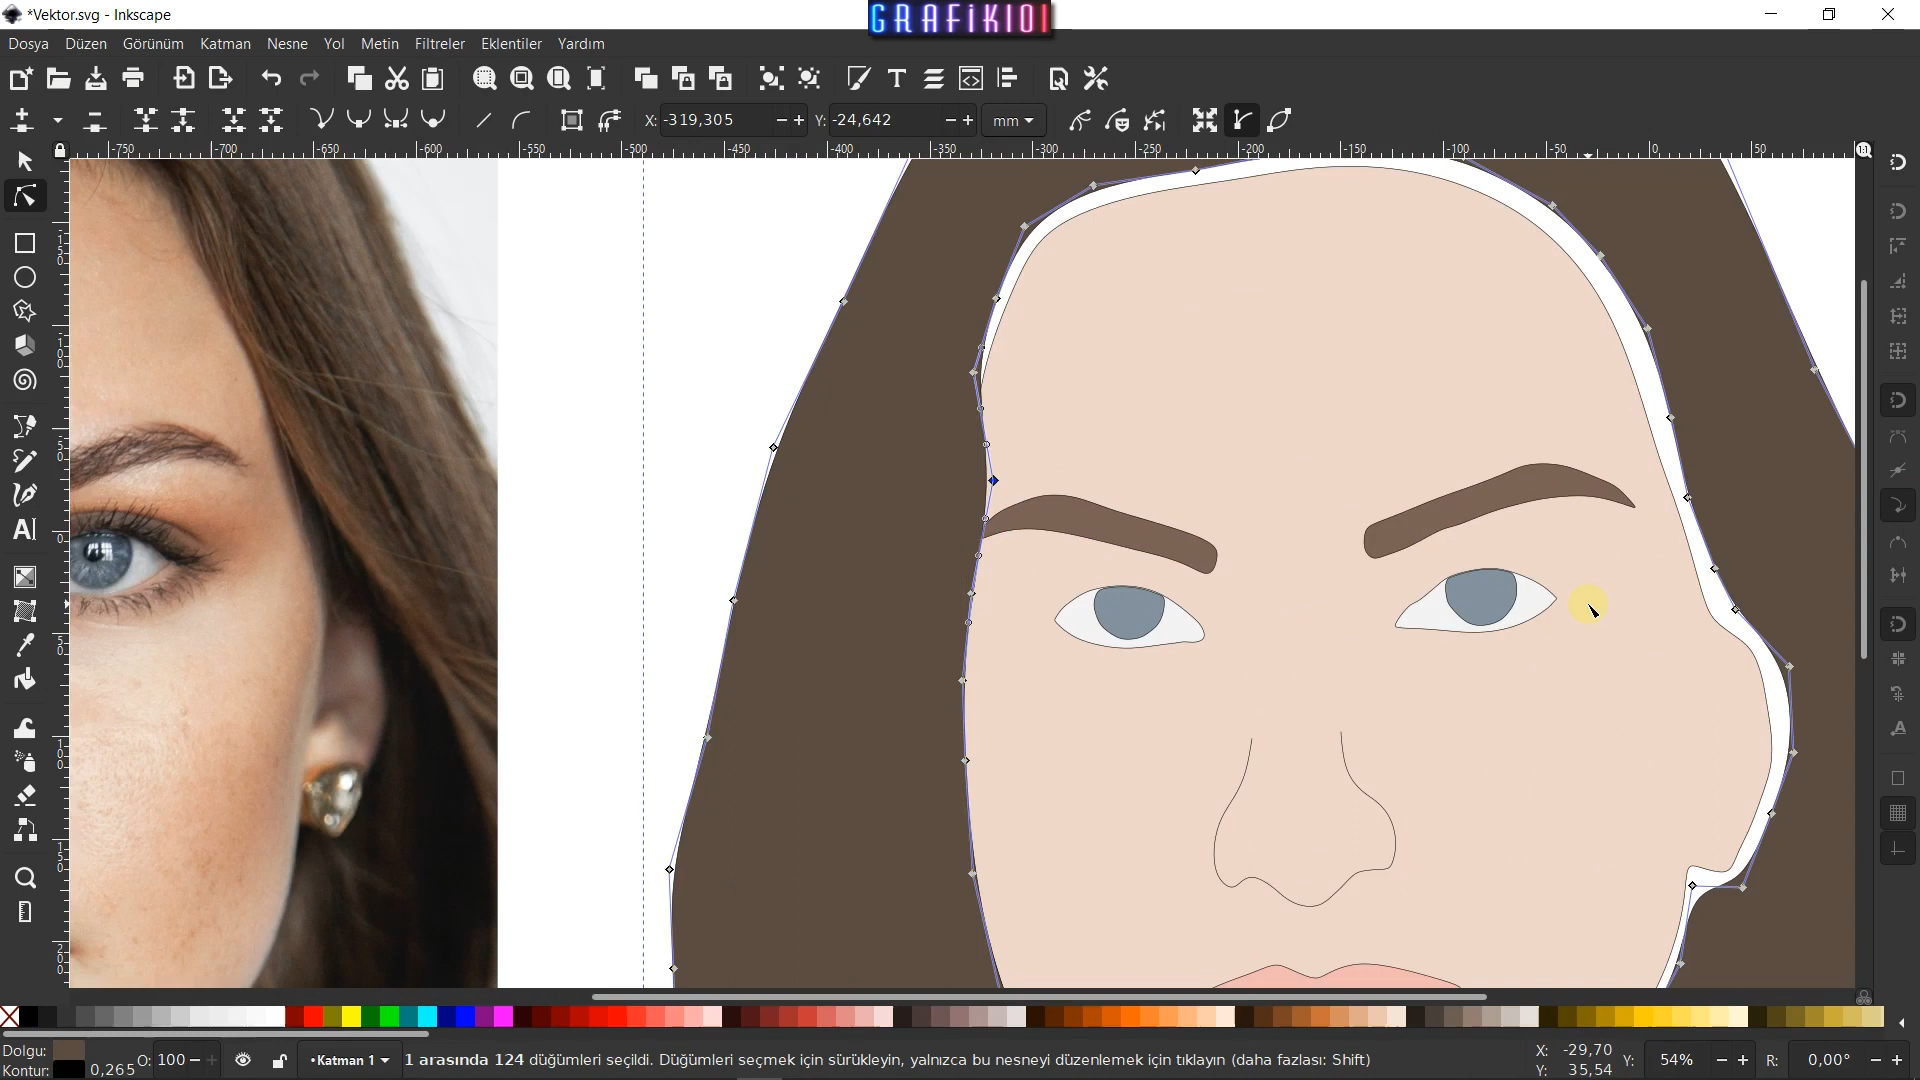 *Vektor.svg - Inkscape
GRAFİK101
Dosya Düzen Görünüm Katman Nesne Yol Metin Filtreler Eklentiler Yardım
X: -319,305 Y: -24,642 mm
-750 -700 -650 -600 -550 -500 -450 -400 -350 -300 -250 -200 -150 -100 -50 0 50
Dolgu: O: 100 •Katman 1 1 arasında 124 düğümleri seçildi. Düğümleri seçmek için sürükleyin, yalnızca bu nesneyi düzenlemek için tıklayın (daha fazlası: Shift) X: -29,70 Y: 54% R: 0,00°
Kontur: 0,265 Y: 35,54